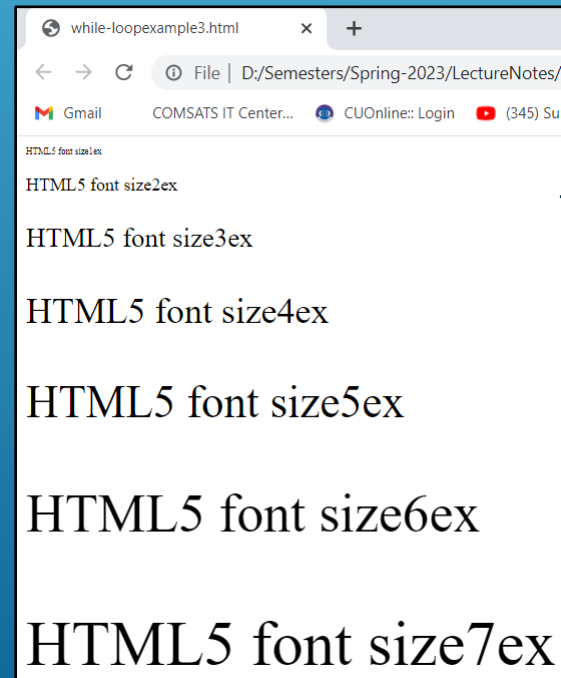 while-loopexample3.html
File | D:/Semesters/Spring-2023/LectureNotes/
Gmail COMSATS IT Center... CUOnline:: Login (345) Su
HTML5 font size1ex
HTML5 font size2ex
HTML5 font size3ex
HTML5 font size4ex
HTML5 font size5ex
HTML5 font size6ex
HTML5 font size7ex